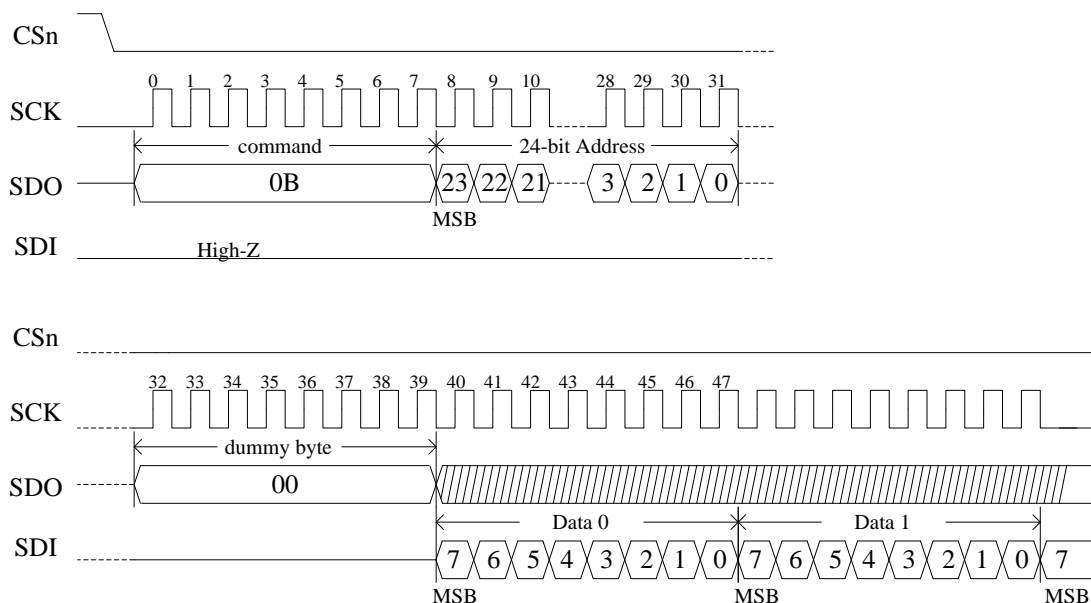 CSn
0 1 2 3 4 5 6 7 8 9 10 28 29 30 31
SCK
command 24-bit Address
SDO 0B 23 22 21 3 2 1 0
MSB
SDI High-Z
CSn
32 33 34 35 36 37 38 39 40 41 42 43 44 45 46 47
SCK
dummy byte
SDO 00
Data 0 Data 1
SDI 7 6 5 4 3 2 1 0 7 6 5 4 3 2 1 0 7
MSB MSB MSB